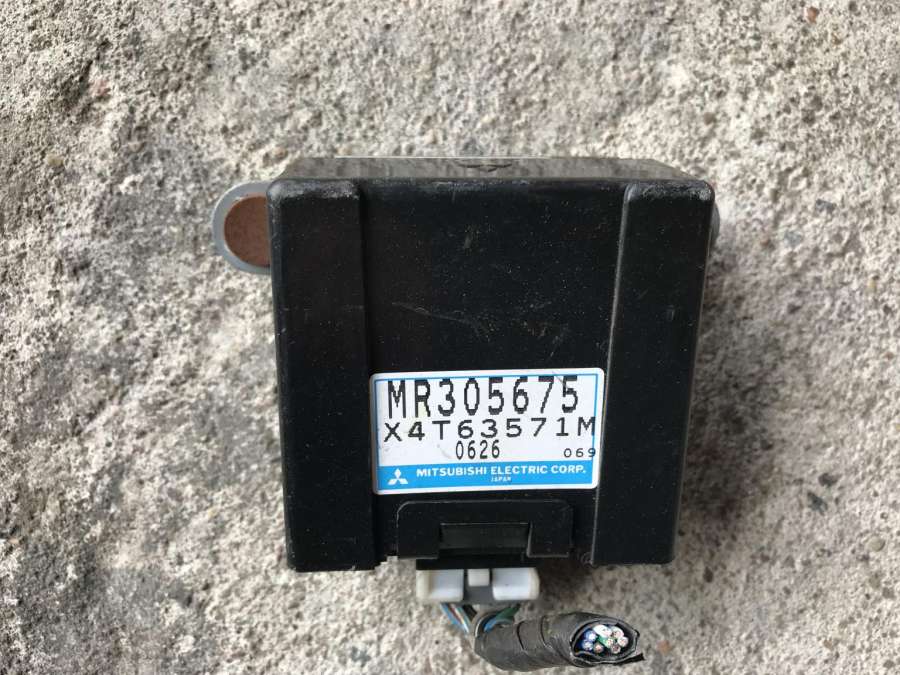 MR305675
X4T63571M
0626 069
MITSUBISHI ELECTRIC CORP.
JAPAN